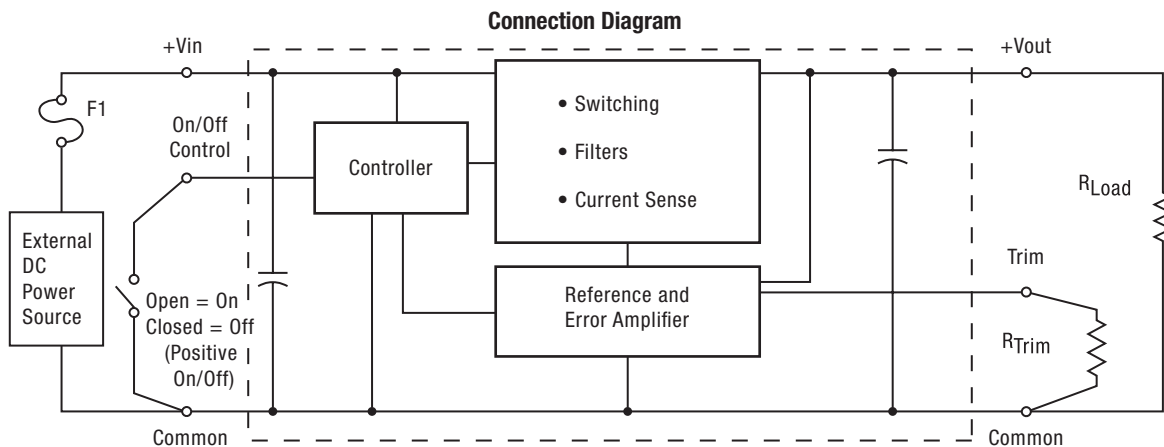 Connection Diagram
+Vin
+Vout
F1
On/Off
Control
Controller
• Switching
• Filters
• Current Sense
RLoad
External
DC
Power
Source
Open = On
Closed = Off
(Positive
On/Off)
Reference and
Error Amplifier
Trim
RTrim
Common
Common